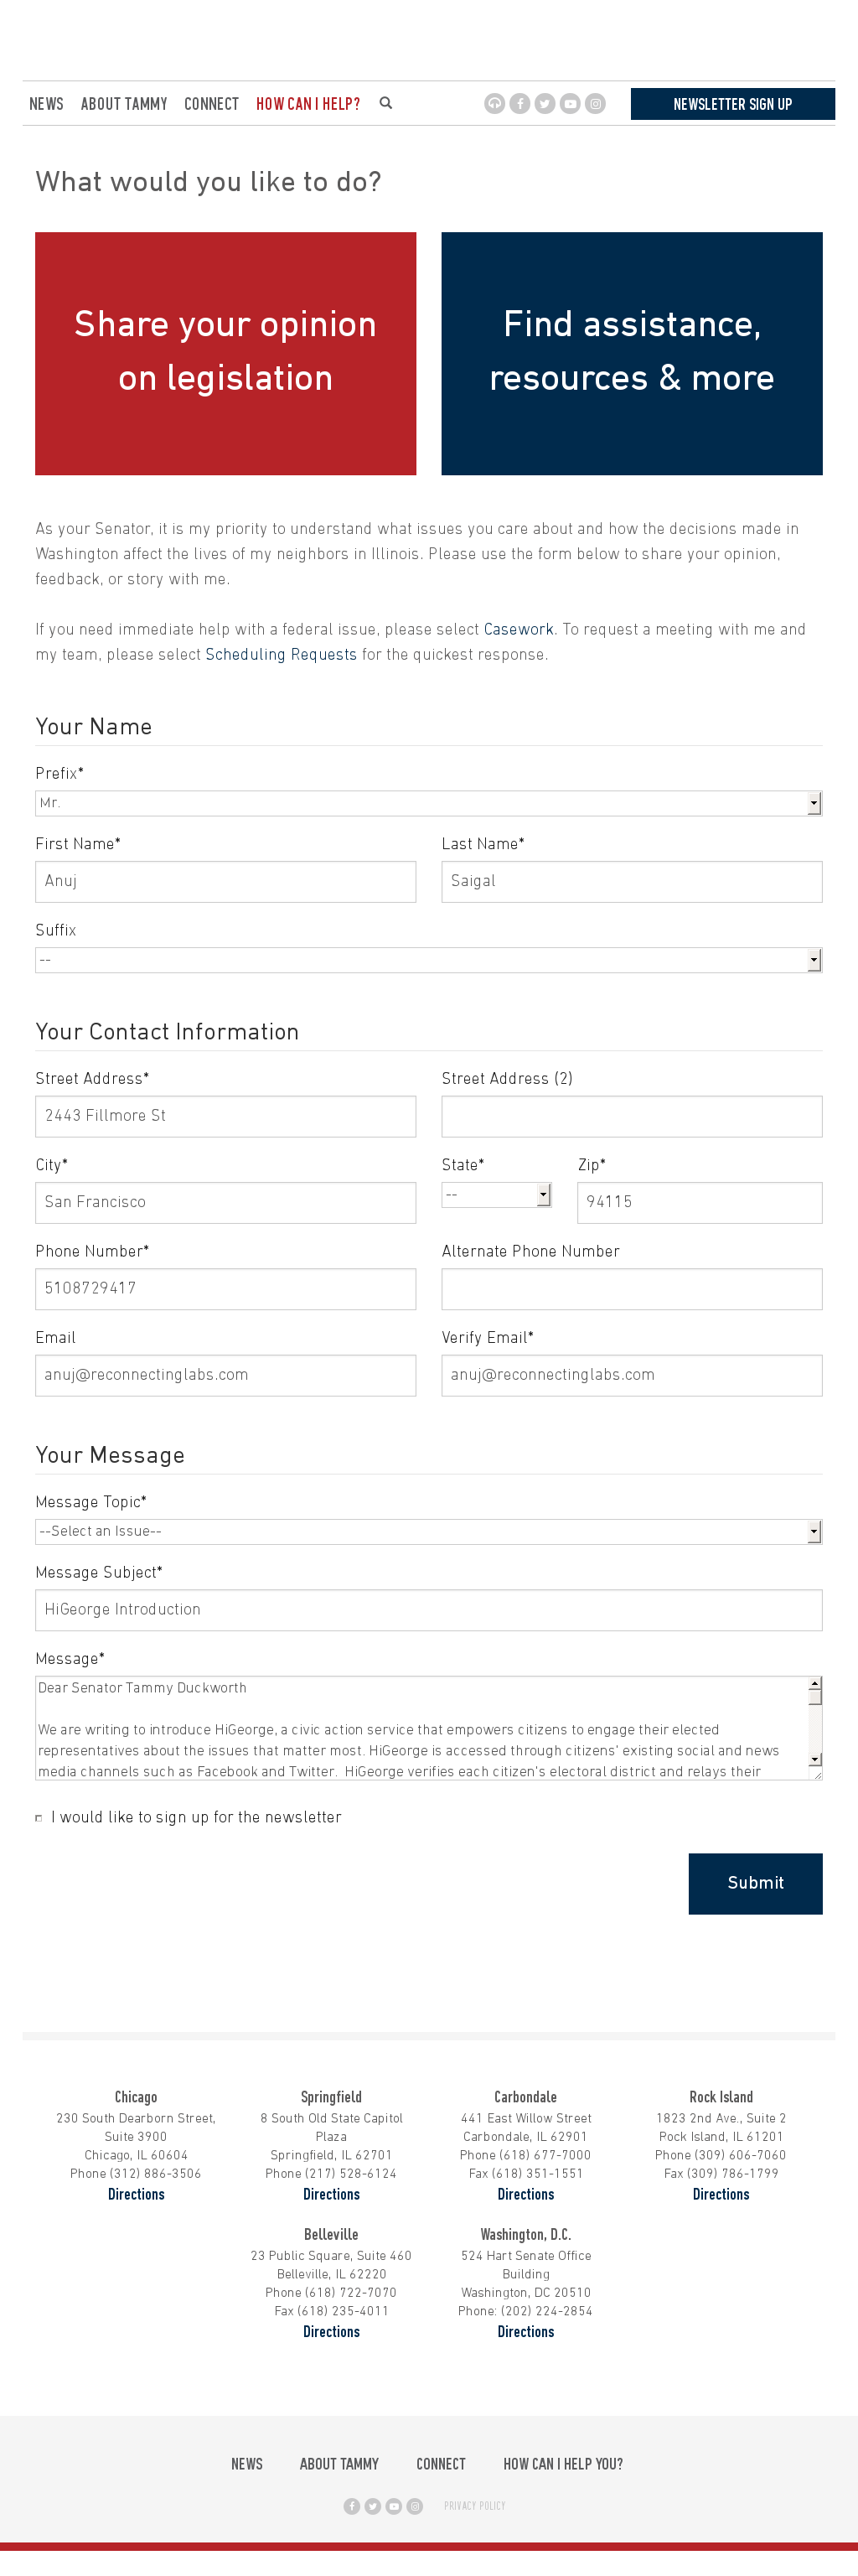 NEWS ABOUT TAMMY CONNECT HOW CAN I HELP? NEWSLETTER SIGN UP
What would you like to do?
Share your opinion
on legislation
Find assistance,
resources & more
As your Senator, it is my priority to understand what issues you care about and how the decisions made in
Washington affect the lives of my neighbors in Illinois. Please use the form below to share your opinion,
feedback, or story with me.
If you need immediate help with a federal issue, please select Casework. To request a meeting with me and
my team, please select Scheduling Requests for the quickest response.
Your Name
Prefix*
Mr.
First Name* Last Name*
Anuj Saigal
Suffix
--
Your Contact Information
Street Address* Street Address (2)
2443 Fillmore St
City* State* Zip*
San Francisco -- 94115
Phone Number* Alternate Phone Number
5108729417
Email Verify Email*
anuj@reconnectinglabs.com anuj@reconnectinglabs.com
Your Message
Message Topic*
--Select an Issue--
Message Subject*
HiGeorge Introduction
Message*
Dear Senator Tammy Duckworth
We are writing to introduce HiGeorge, a civic action service that empowers citizens to engage their elected
representatives about the issues that matter most. HiGeorge is accessed through citizens' existing social and news
media channels such as Facebook and Twitter.  HiGeorge verifies each citizen's electoral district and relays their
I would like to sign up for the newsletter
Submit
Chicago
230 South Dearborn Street,
Suite 3900
Chicago, IL 60604
Phone (312) 886-3506
Directions
Springfield
8 South Old State Capitol
Plaza
Springfield, IL 62701
Phone (217) 528-6124
Directions
Carbondale
441 East Willow Street
Carbondale, IL 62901
Phone (618) 677-7000
Fax (618) 351-1551
Directions
Rock Island
1823 2nd Ave., Suite 2
Rock Island, IL 61201
Phone (309) 606-7060
Fax (309) 786-1799
Directions
Belleville
23 Public Square, Suite 460
Belleville, IL 62220
Phone (618) 722-7070
Fax (618) 235-4011
Directions
Washington, D.C.
524 Hart Senate Office
Building
Washington, DC 20510
Phone: (202) 224-2854
Directions
NEWS ABOUT TAMMY CONNECT HOW CAN I HELP YOU?
PRIVACY POLICY